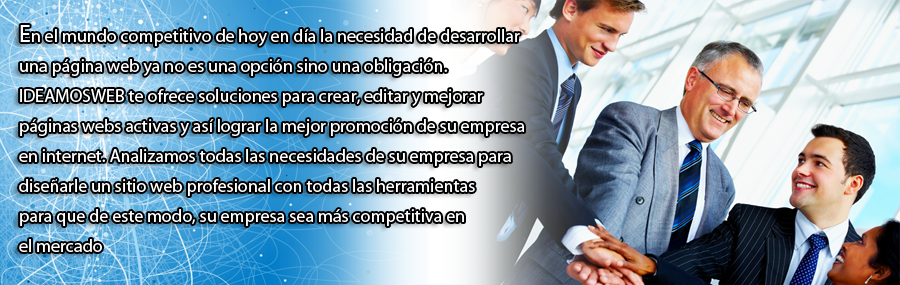 En el mundo competitivo de hoy en día la necesidad de desarrollar
una página web ya no es una opción sino una obligación.
IDEAMOSWEB te ofrece soluciones para crear, editar y mejorar
páginas webs activas y así lograr la mejor promoción de su empresa
en internet. Analizamos todas las necesidades de su empresa para
diseñarle un sitio web profesional con todas las herramientas
para que de este modo, su empresa sea más competitiva en
el mercado